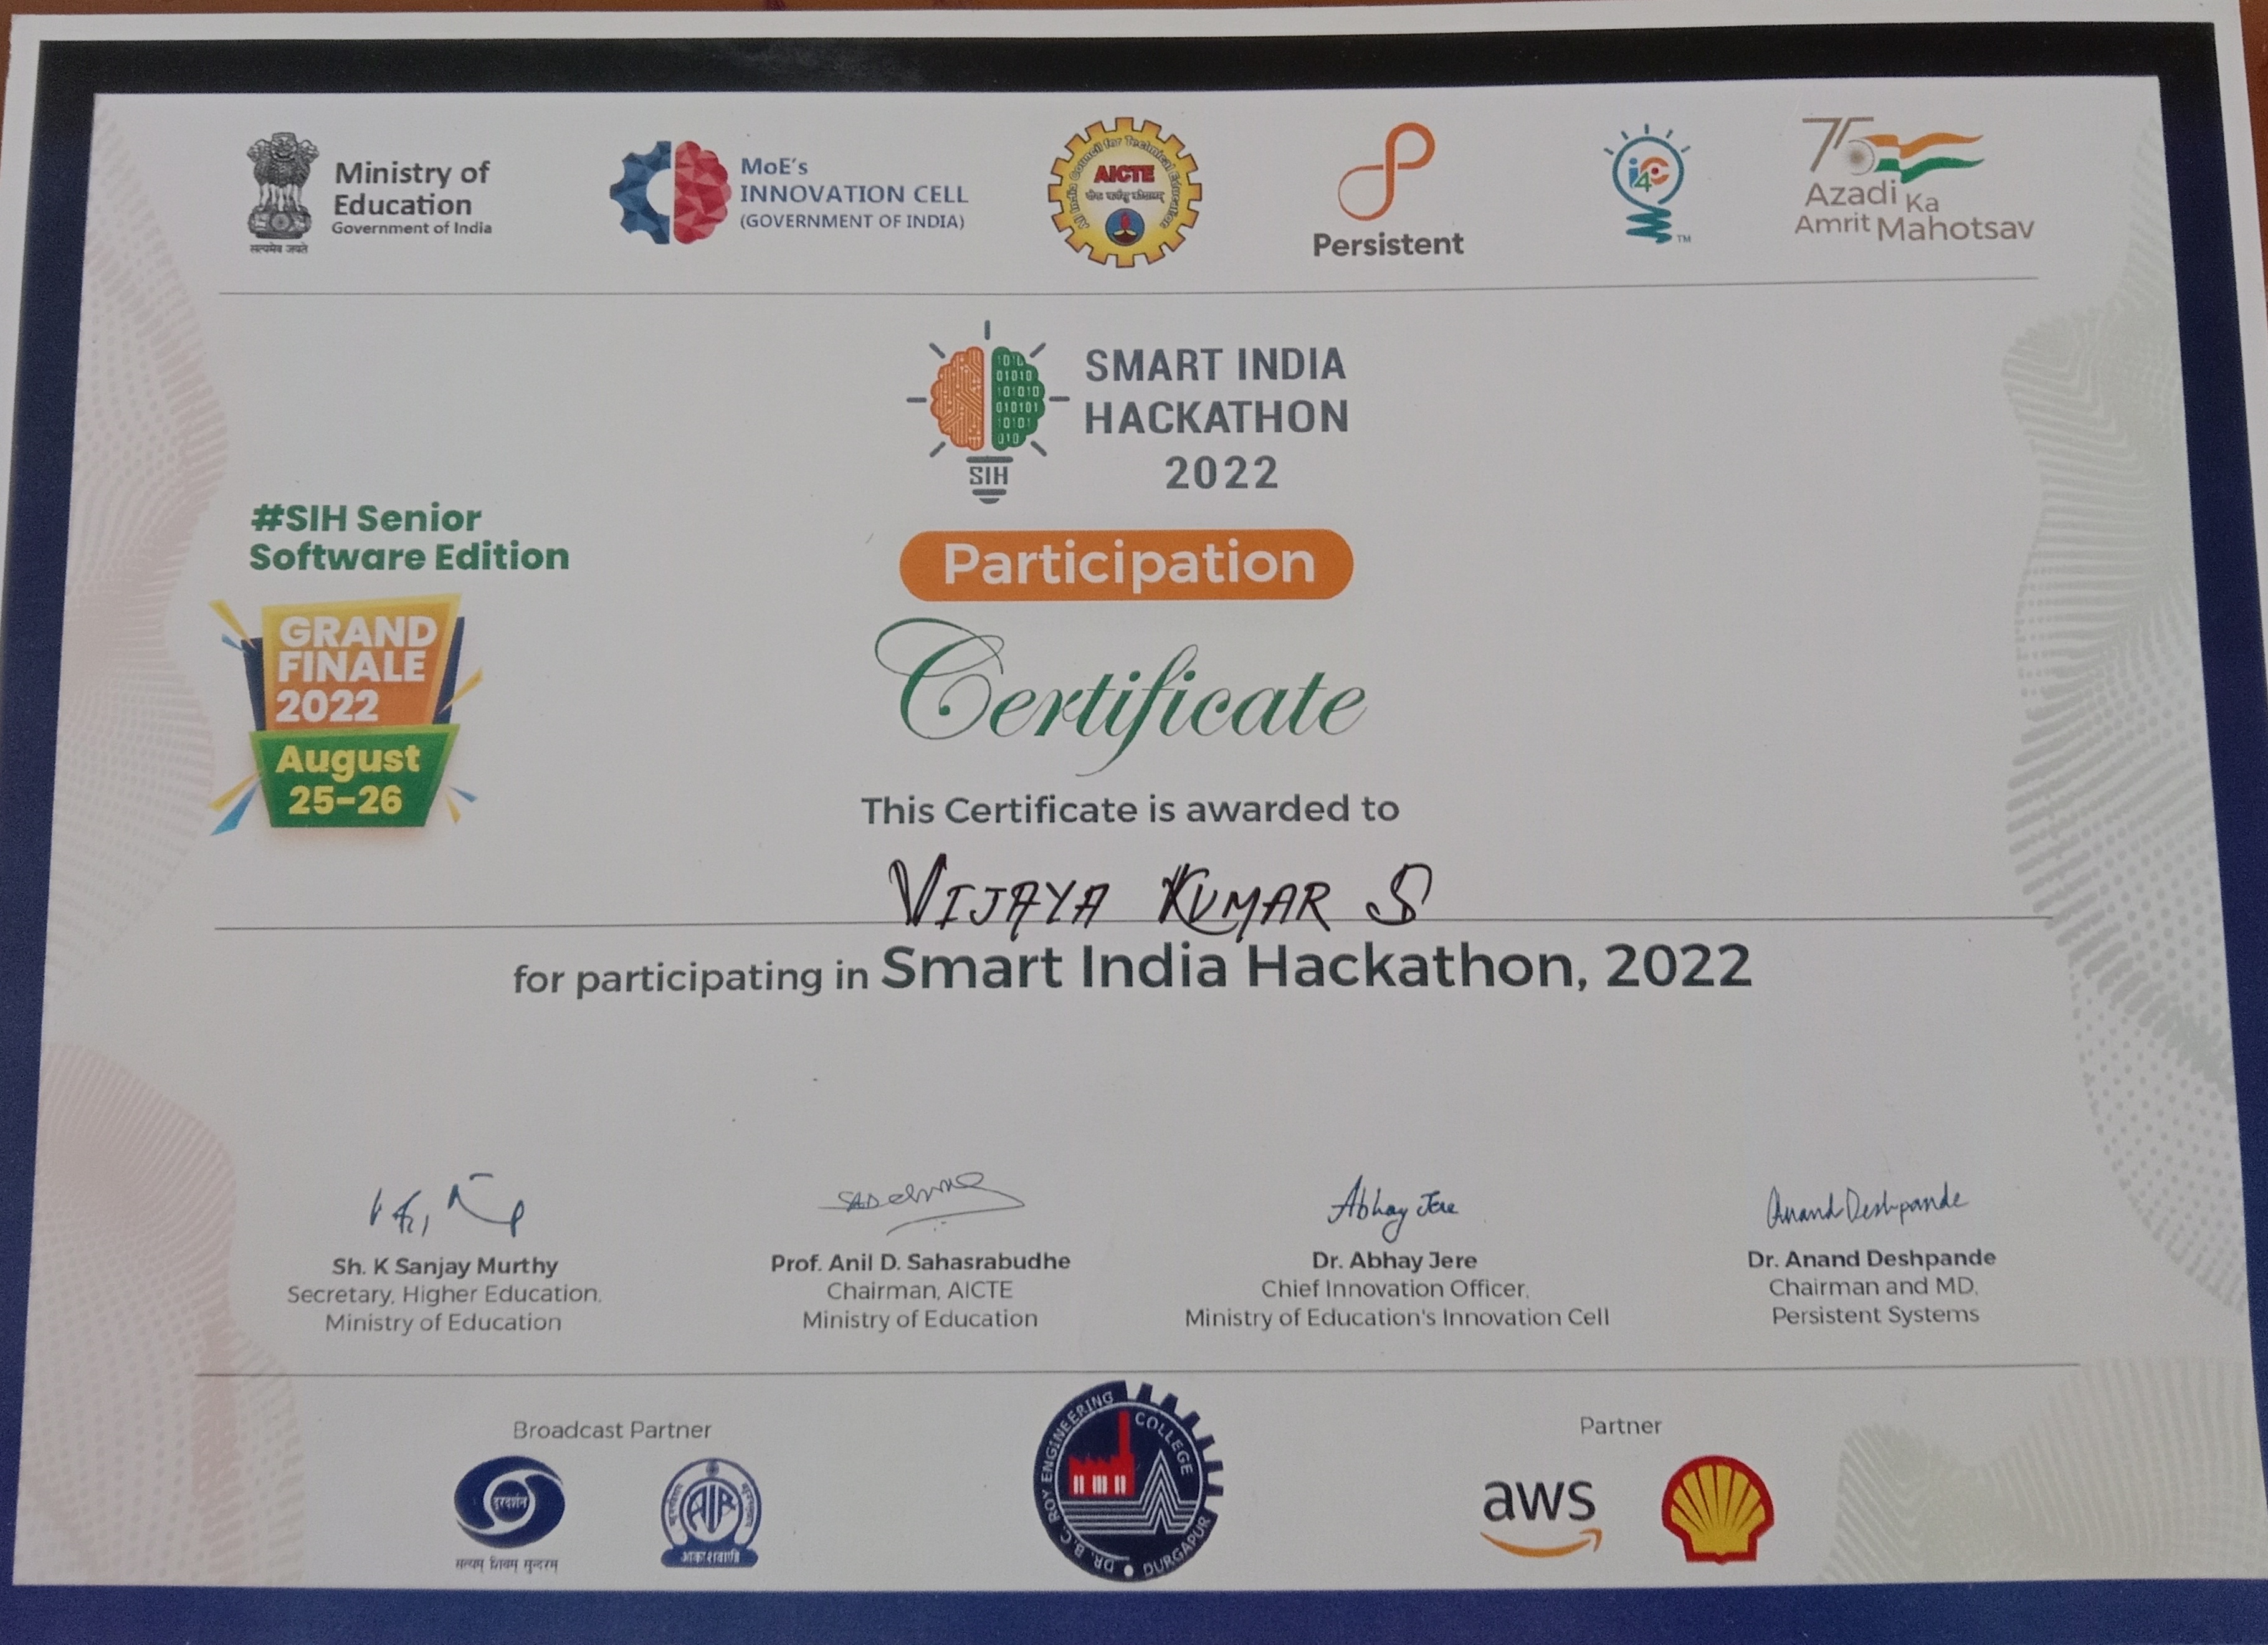 Ministry of
Education
Government of India
सत्यमेव जयते
MoE's
INNOVATION CELL
(GOVERNMENT OF INDIA)
All India Council for Technical Education
AICTE
Persistent
i4C
TM
75
Azadi Ka
Amrit Mahotsav
SMART INDIA
HACKATHON
2022
SIH
#SIH Senior
Software Edition
GRAND
FINALE
2022
August
25-26
Participation
Certificate
This Certificate is awarded to
VIJAYA KUMAR S
for participating in Smart India Hackathon, 2022
Abhay Jere
Anand Deshpande
Sh. K Sanjay Murthy
Secretary, Higher Education,
Ministry of Education
Prof. Anil D. Sahasrabudhe
Chairman, AICTE
Ministry of Education
Dr. Abhay Jere
Chief Innovation Officer,
Ministry of Education's Innovation Cell
Dr. Anand Deshpande
Chairman and MD,
Persistent Systems
Broadcast Partner
दूरदर्शन
सत्यम् शिवम् सुन्दरम्
AIR
आकाशवाणी
DR. B.C. ROY ENGINEERING COLLEGE
DURGAPUR
Partner
aws